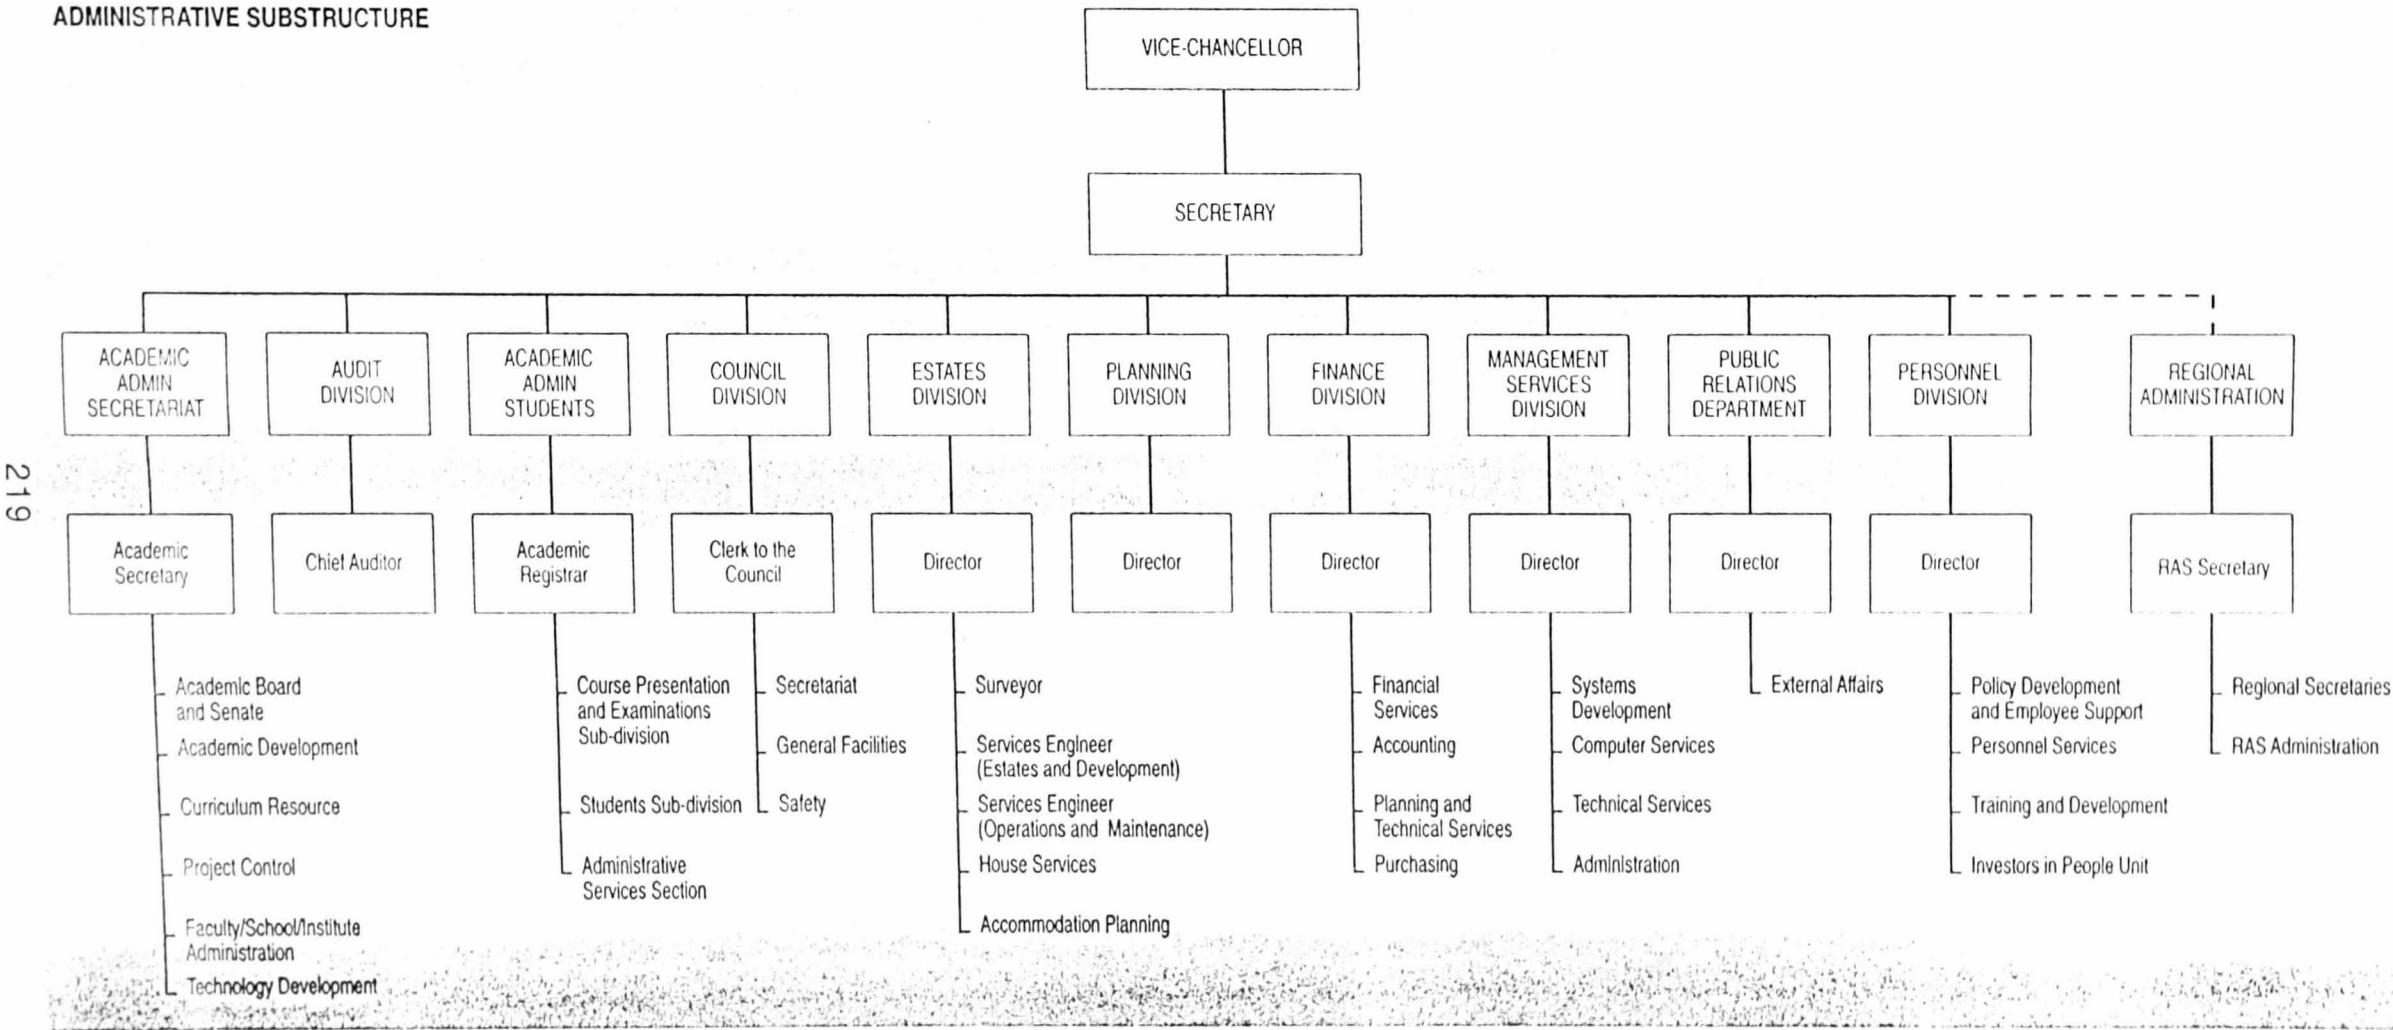 ADMINISTRATIVE SUBSTRUCTURE
VICE-CHANCELLOR
SECRETARY
ACADEMIC
ADMIN
SECRETARIAT
AUDIT
DIVISION
ACADEMIC
ADMIN
STUDENTS
COUNCIL
DIVISION
ESTATES
DIVISION
PLANNING
DIVISION
FINANCE
DIVISION
MANAGEMENT
SERVICES
DIVISION
PUBLIC
RELATIONS
DEPARTMENT
PERSONNEL
DIVISION
REGIONAL
ADMINISTRATION
Academic
Secretary
Chief Auditor
Academic
Registrar
Clerk to the
Council
Director
Director
Director
Director
Director
Director
RAS Secretary
Academic Board
and Senate
Academic Development
Curriculum Resource
Project Control
Faculty/School/Institute
Administration
Technology Development
Course Presentation
and Examinations
Sub-division
Students Sub-division
Administrative
Services Section
Secretariat
General Facilities
Safety
Surveyor
Services Engineer
(Estates and Development)
Services Engineer
(Operations and Maintenance)
House Services
Accommodation Planning
Financial
Services
Accounting
Planning and
Technical Services
Purchasing
Systems
Development
Computer Services
Technical Services
Administration
External Affairs
Policy Development
and Employee Support
Personnel Services
Training and Development
Investors in People Unit
Regional Secretaries
RAS Administration
219